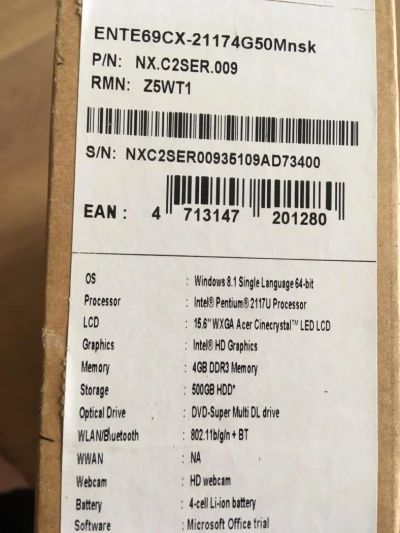 ENTE69CX-21174G50Mnsk
P/N: NX.C2SER.009
RMN: Z5WT1
S/N: NXC2SER00935109AD73400
EAN : 4 713147 201280
OS : Windows 8.1 Single Language 64-bit
Processor : Intel® Pentium® 2117U Processor
LCD : 15.6" WXGA Acer Cinecrystal™ LED LCD
Graphics : Intel® HD Graphics
Memory : 4GB DDR3 Memory
Storage : 500GB HDD*
Optical Drive : DVD-Super Multi DL drive
WLAN/Bluetooth : 802.11b/g/n + BT
WWAN : NA
Webcam : HD webcam
Battery : 4-cell Li-ion battery
Software : Microsoft Office trial